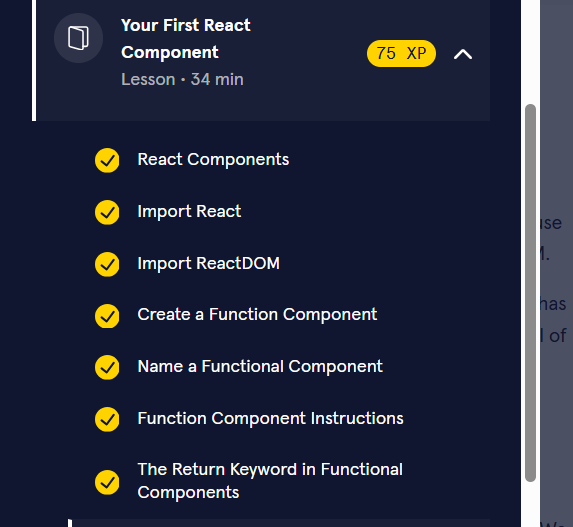 Your First React
Component
75 XP
Lesson • 34 min
React Components
Import React
Import ReactDOM
Create a Function Component
Name a Functional Component
Function Component Instructions
The Return Keyword in Functional
Components
has
of